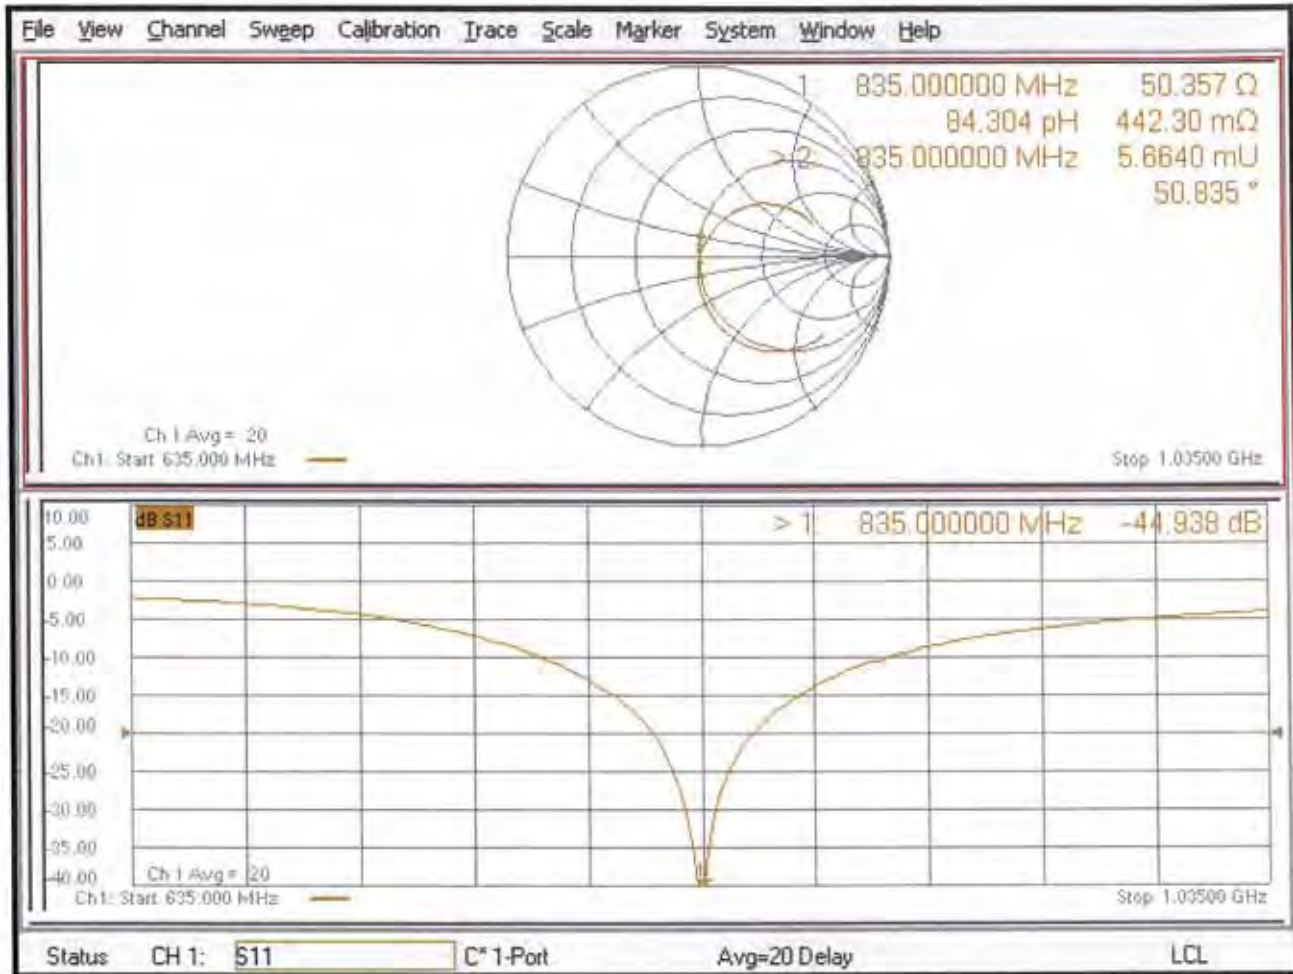 File View Channel Sweep Calibration Trace Scale Marker System Window Help
1: 835.000000 MHz 50.357 Ω
84.304 pH 442.30 mΩ
> 2: 835.000000 MHz 5.6640 mU
50.835 °
Ch 1 Avg = 20
Ch1: Start 635.000 MHz
Stop 1.03500 GHz
10.00
dB S11
> 1: 835.000000 MHz -44.938 dB
5.00
0.00
-5.00
-10.00
-15.00
-20.00
-25.00
-30.00
-35.00
-40.00
Ch 1 Avg = 20
Ch1: Start 635.000 MHz
Stop 1.03500 GHz
Status CH 1: S11 C* 1-Port Avg=20 Delay LCL